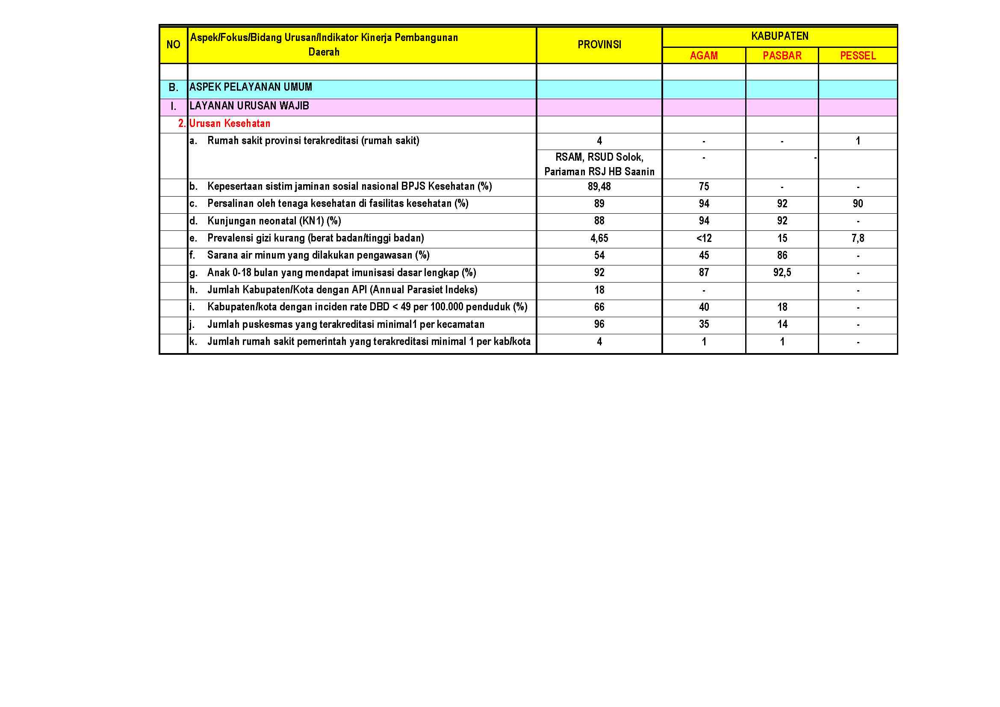 NO Aspek/Fokus/Bidang Urusan/Indikator Kinerja Pembangunan Daerah PROVINSI KABUPATEN
AGAM PASBAR PESSEL
B. ASPEK PELAYANAN UMUM
I. LAYANAN URUSAN WAJIB
2. Urusan Kesehatan
a. Rumah sakit provinsi terakreditasi (rumah sakit) 4 - - 1
RSAM, RSUD Solok, - -
Pariaman RSJ HB Saanin
b. Kepesertaan sistim jaminan sosial nasional BPJS Kesehatan (%) 89,48 75 - -
c. Persalinan oleh tenaga kesehatan di fasilitas kesehatan (%) 89 94 92 90
d. Kunjungan neonatal (KN1) (%) 88 94 92 -
e. Prevalensi gizi kurang (berat badan/tinggi badan) 4,65 <12 15 7,8
f. Sarana air minum yang dilakukan pengawasan (%) 54 45 86 -
g. Anak 0-18 bulan yang mendapat imunisasi dasar lengkap (%) 92 87 92,5 -
h. Jumlah Kabupaten/Kota dengan API (Annual Parasiet Indeks) 18 - -
i. Kabupaten/kota dengan inciden rate DBD < 49 per 100.000 penduduk (%) 66 40 18 -
j. Jumlah puskesmas yang terakreditasi minimal1 per kecamatan 96 35 14 -
k. Jumlah rumah sakit pemerintah yang terakreditasi minimal 1 per kab/kota 4 1 1 -